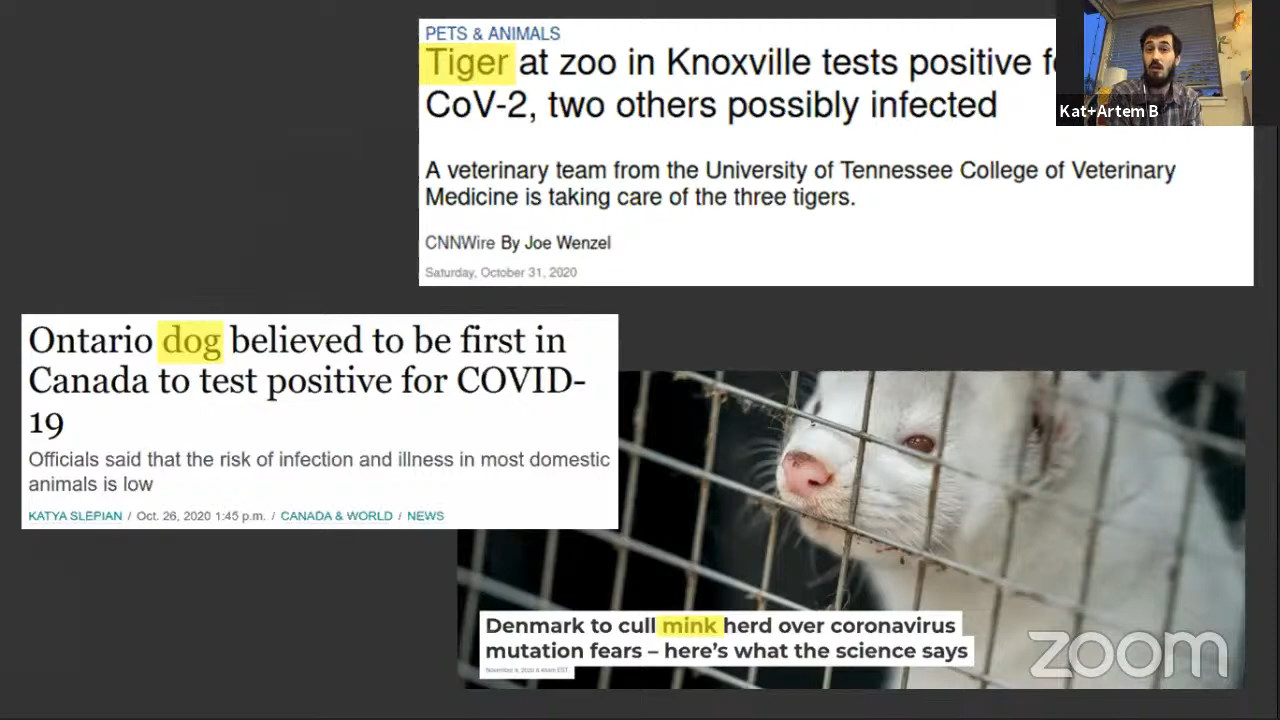 PETS & ANIMALS
Tiger at zoo in Knoxville tests positive
CoV-2, two others possibly infected
A veterinary team from the University of Tennessee College of Veterinary
Medicine is taking care of the three tigers.
CNNWire By Joe Wenzel
Saturday, October 31, 2020
Kat+Artem B
Ontario dog believed to be first in
Canada to test positive for COVID-
19
Officials said that the risk of infection and illness in most domestic
animals is low
KATYA SLEPIAN / Oct. 26, 2020 1:45 p.m. / CANADA & WORLD / NEWS
Denmark to cull mink herd over coronavirus
mutation fears – here's what the science says
zoom